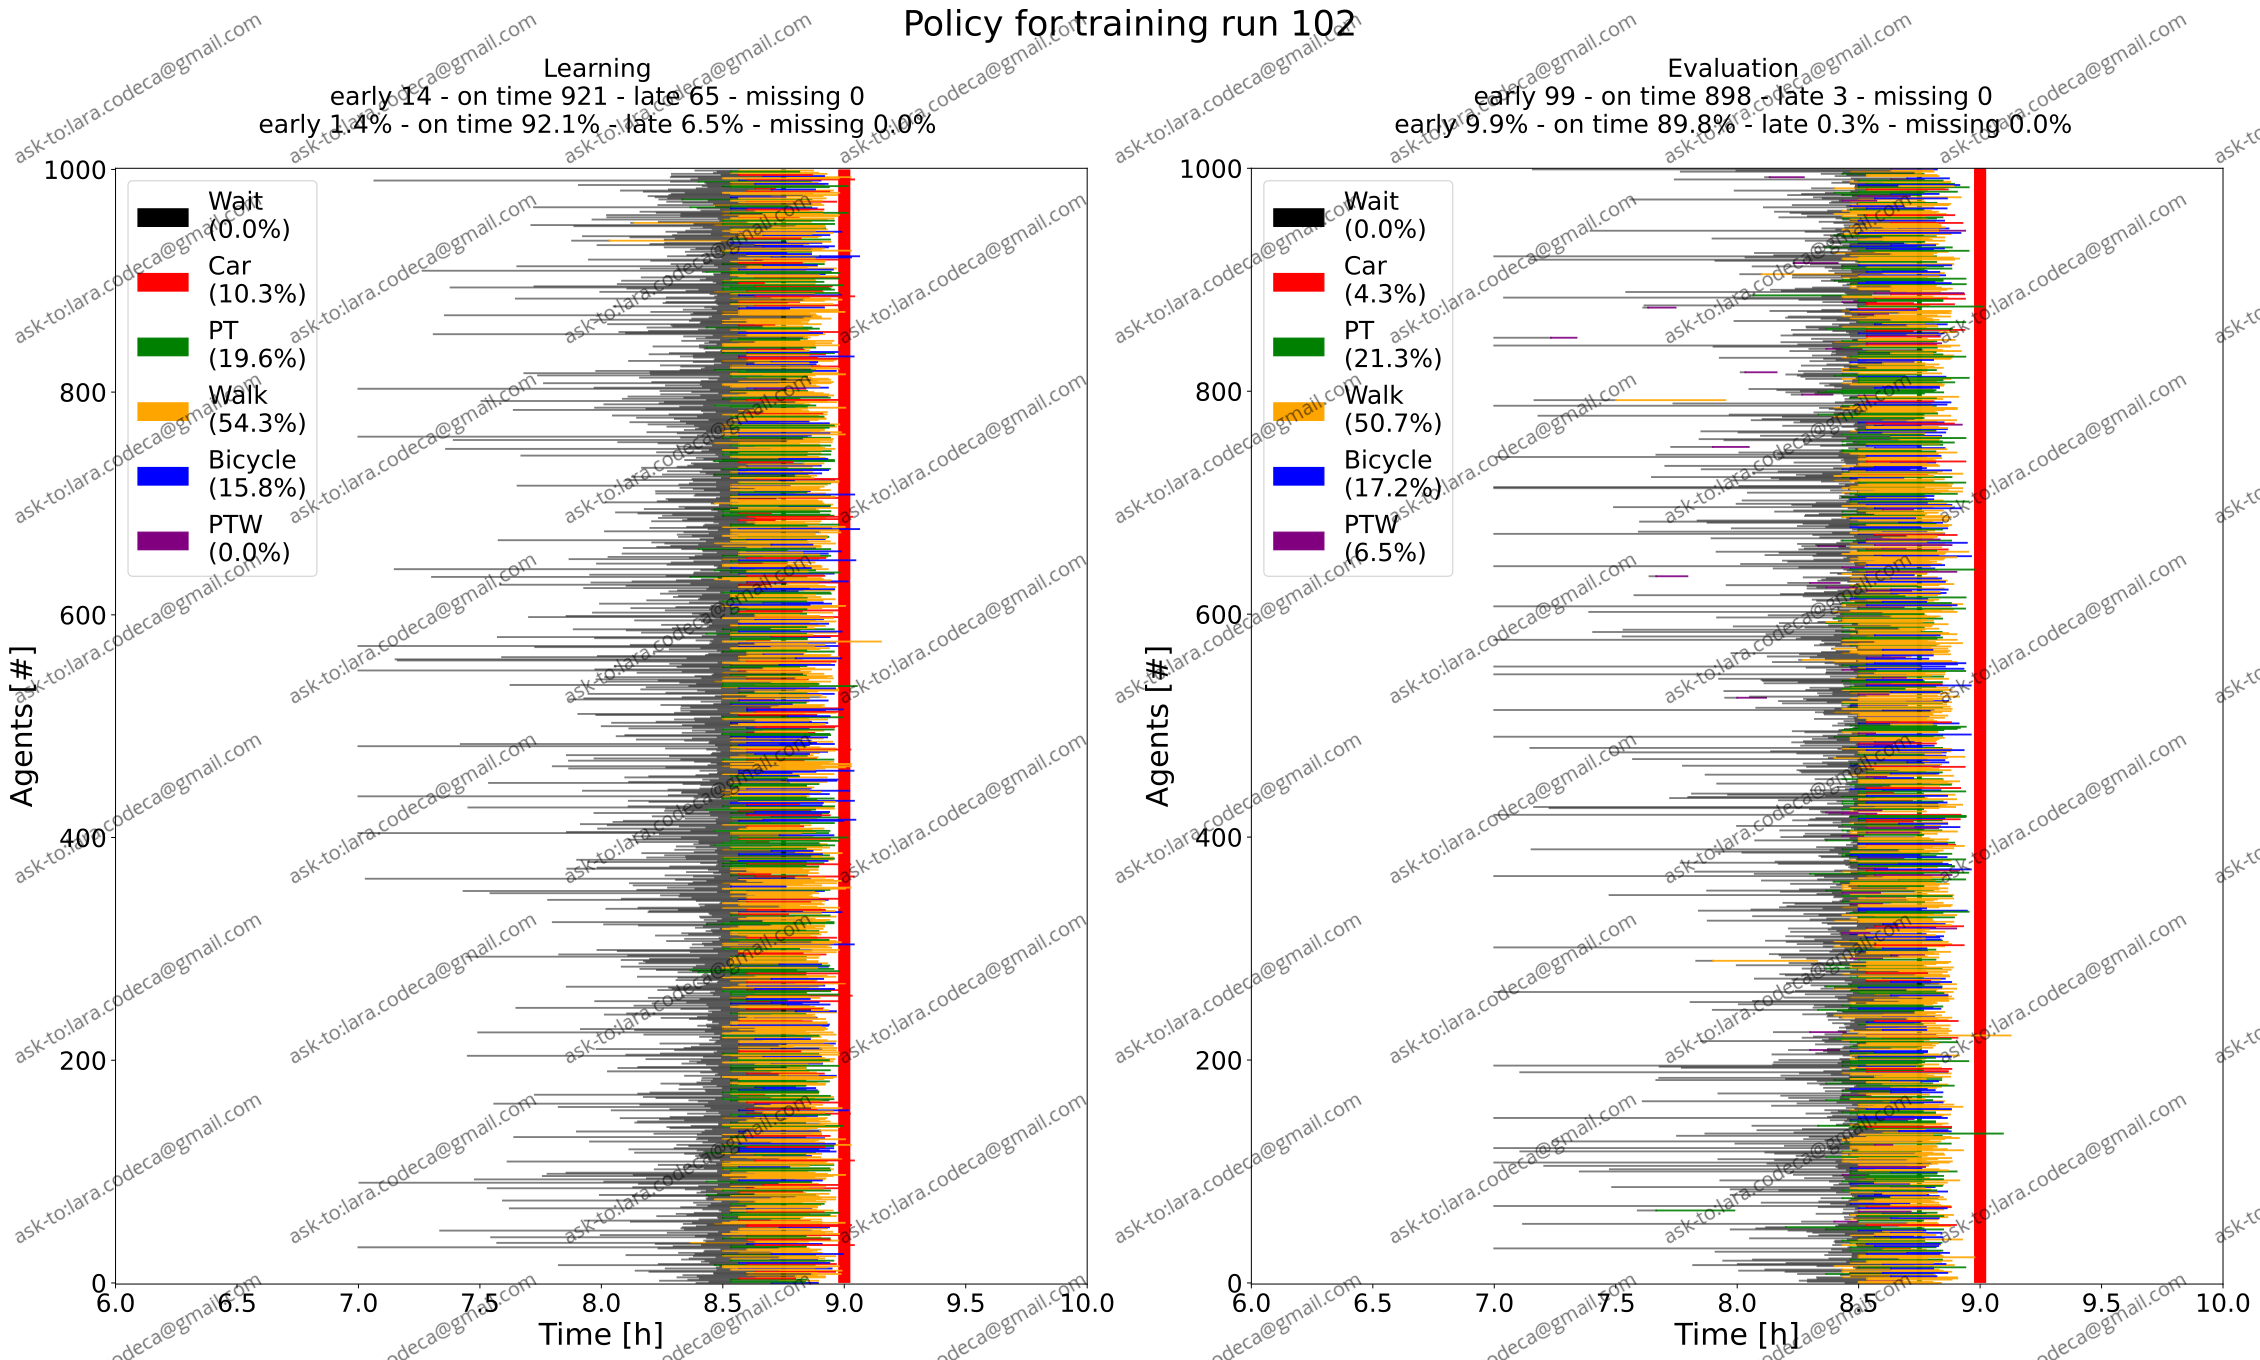 Policy for training run 102
Learning
early 14 - on time 921 - late 65 - missing 0
early 1.4% - on time 92.1% - late 6.5% - missing 0.0%
1000
800
600
400
200
0
Agents [#]
Wait
(0.0%)
Car
(10.3%)
PT
(19.6%)
Walk
(54.3%)
Bicycle
(15.8%)
PTW
(0.0%)
6.0 6.5 7.0 7.5 8.0 8.5 9.0 9.5 10.0
Time [h]
Evaluation
early 99 - on time 898 - late 3 - missing 0
early 9.9% - on time 89.8% - late 0.3% - missing 0.0%
1000
800
600
400
200
0
Agents [#]
Wait
(0.0%)
Car
(4.3%)
PT
(21.3%)
Walk
(50.7%)
Bicycle
(17.2%)
PTW
(6.5%)
6.0 6.5 7.0 7.5 8.0 8.5 9.0 9.5 10.0
Time [h]
ask-to:lara.codeca@gmail.com